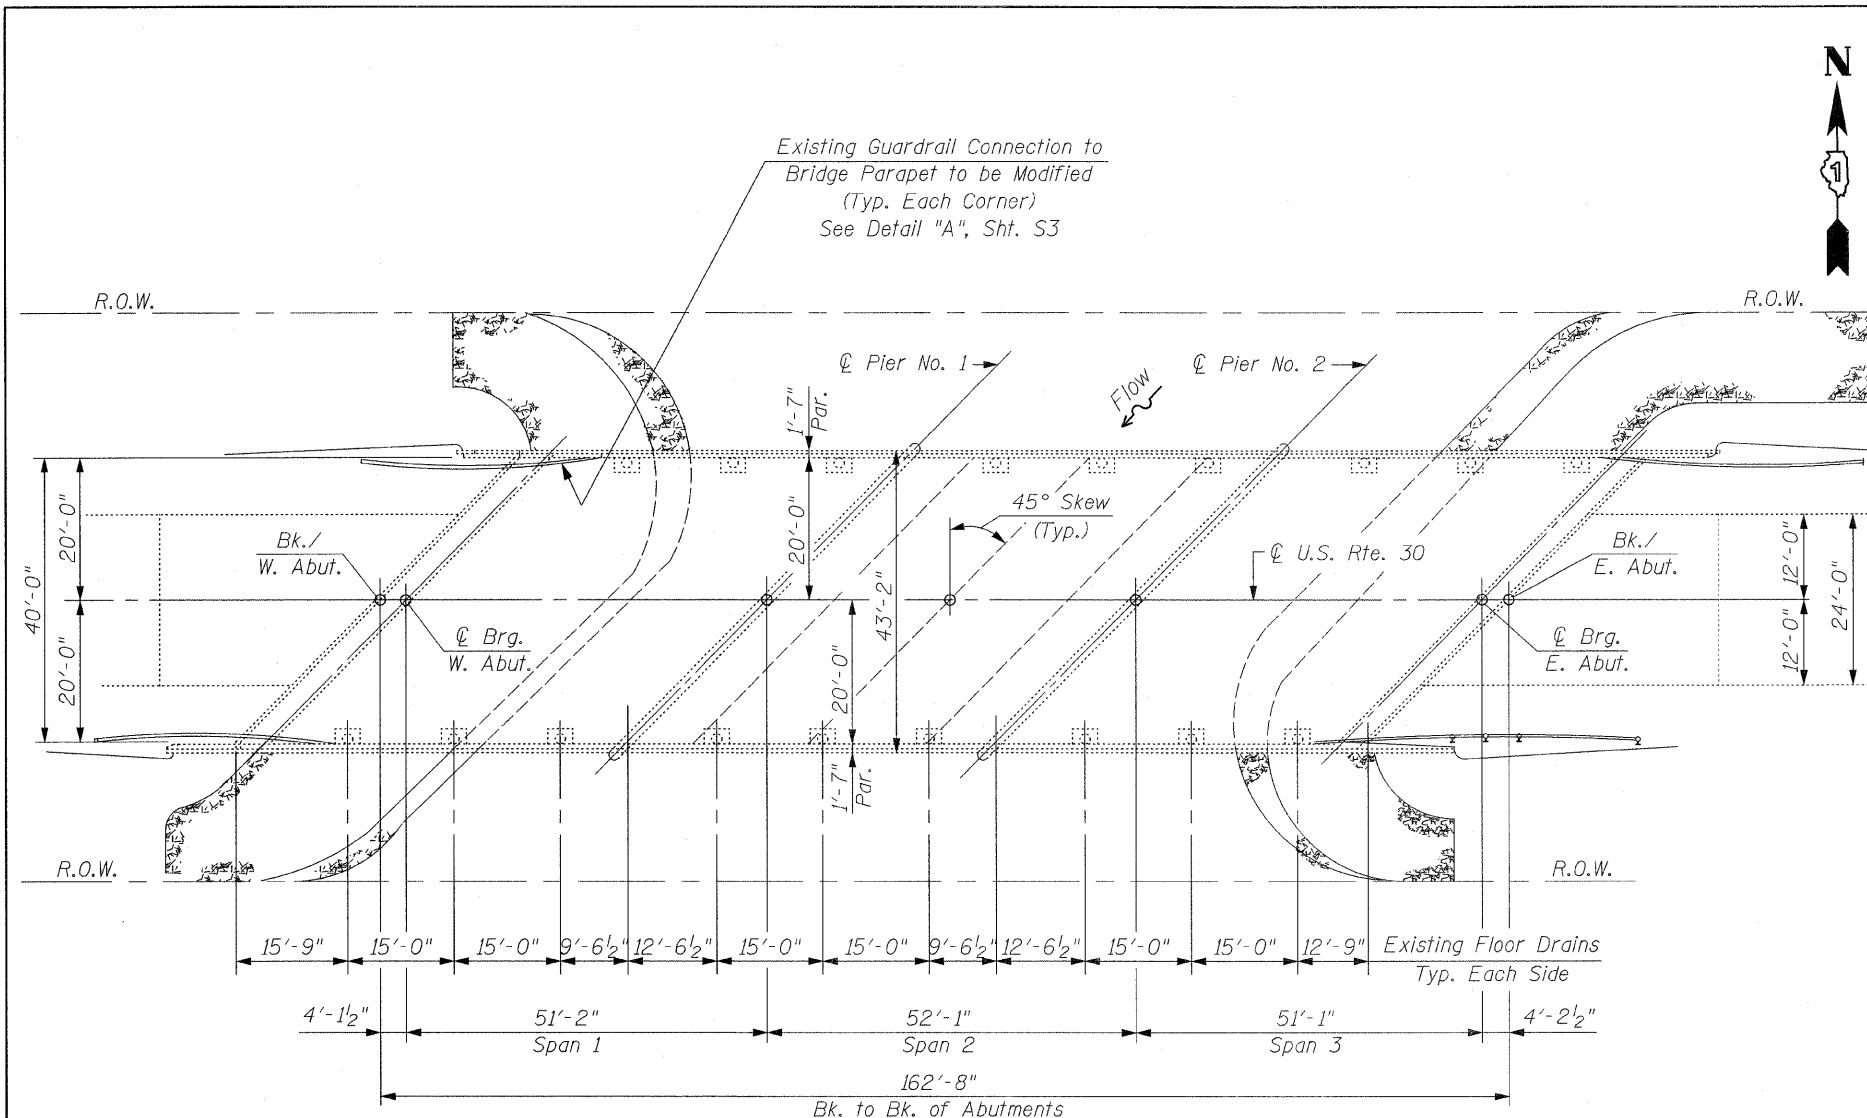 N
1
Existing Guardrail Connection to
Bridge Parapet to be Modified
(Typ. Each Corner)
See Detail "A", Sht. S3
R.O.W.
R.O.W.
℄ Pier No. 1
℄ Pier No. 2
Flow
1'-7"
Par.
45° Skew
(Typ.)
20'-0"
20'-0"
40'-0"
20'-0"
20'-0"
43'-2"
1'-7"
Par.
Bk./
W. Abut.
℄ Brg.
W. Abut.
℄ U.S. Rte. 30
Bk./
E. Abut.
℄ Brg.
E. Abut.
12'-0"
12'-0"
24'-0"
R.O.W.
R.O.W.
15'-9" 15'-0" 15'-0" 9'-6½" 12'-6½" 15'-0" 15'-0" 9'-6½" 12'-6½" 15'-0" 15'-0" 12'-9" Existing Floor Drains
Typ. Each Side
4'-1½" 51'-2" 52'-1" 51'-1" 4'-2½"
Span 1 Span 2 Span 3
162'-8"
Bk. to Bk. of Abutments